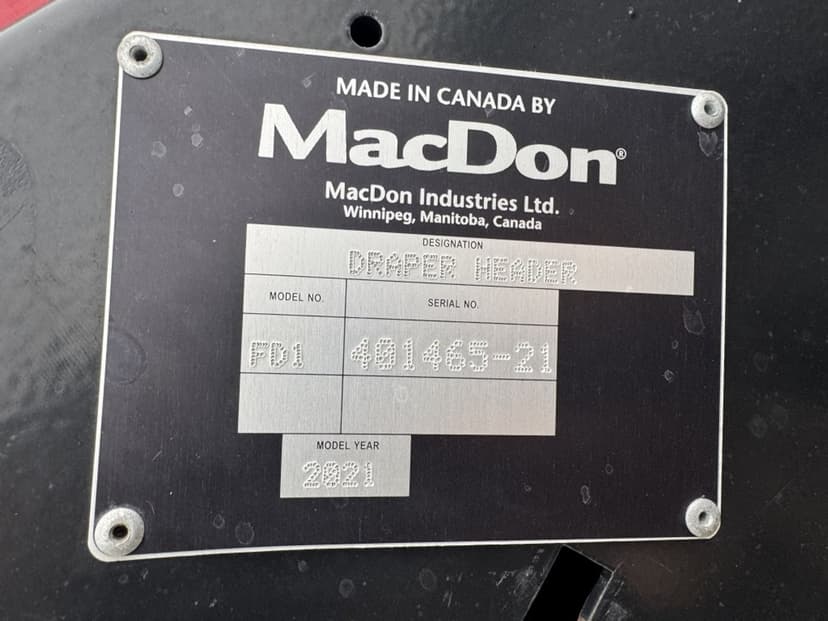 MADE IN CANADA BY
MacDon®
MacDon Industries Ltd.
Winnipeg, Manitoba, Canada
DESIGNATION
DRAPER HEADER
MODEL NO. SERIAL NO.
FD1 401465-21
MODEL YEAR
2021